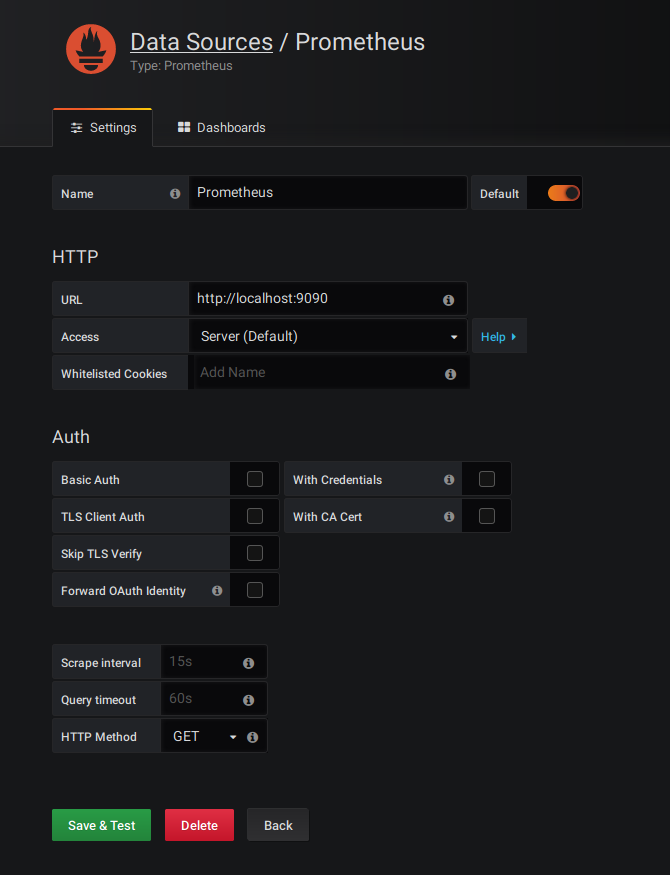 Data Sources / Prometheus
Type: Prometheus
Settings
Dashboards
Name
Prometheus
Default
HTTP
URL
http://localhost:9090
Access
Server (Default)
Help
Whitelisted Cookies
Add Name
Auth
Basic Auth
With Credentials
TLS Client Auth
With CA Cert
Skip TLS Verify
Forward OAuth Identity
Scrape interval
15s
Query timeout
60s
HTTP Method
GET
Save & Test
Delete
Back